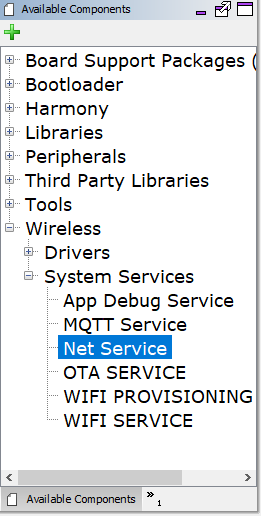 Available Components
Board Support Packages (
Bootloader
Harmony
Libraries
Peripherals
Third Party Libraries
Tools
Wireless
Drivers
System Services
App Debug Service
MQTT Service
Net Service
OTA SERVICE
WIFI PROVISIONING
WIFI SERVICE
Available Components »1